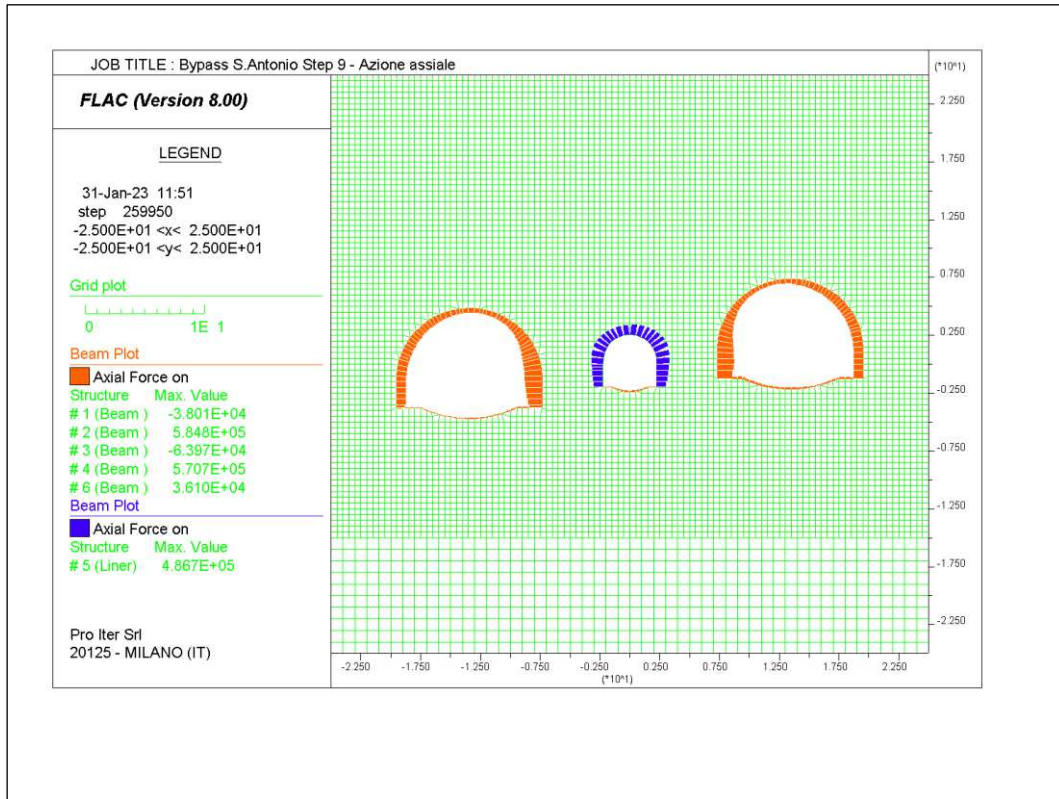 JOB TITLE : Bypass S.Antonio Step 9 - Azione assiale
(*10^1)
FLAC (Version 8.00)
LEGEND
31-Jan-23 11:51
step 259950
-2.500E+01 <x< 2.500E+01
-2.500E+01 <y< 2.500E+01
Grid plot
0 1E 1
Beam Plot
Axial Force on
Structure Max. Value
# 1 (Beam ) -3.801E+04
# 2 (Beam ) 5.848E+05
# 3 (Beam ) -6.397E+04
# 4 (Beam ) 5.707E+05
# 6 (Beam ) 3.610E+04
Beam Plot
Axial Force on
Structure Max. Value
# 5 (Liner) 4.867E+05
Pro Iter Srl
20125 - MILANO (IT)
2.250
1.750
1.250
0.750
0.250
-0.250
-0.750
-1.250
-1.750
-2.250
-2.250 -1.750 -1.250 -0.750 -0.250 0.250 0.750 1.250 1.750 2.250
(*10^1)